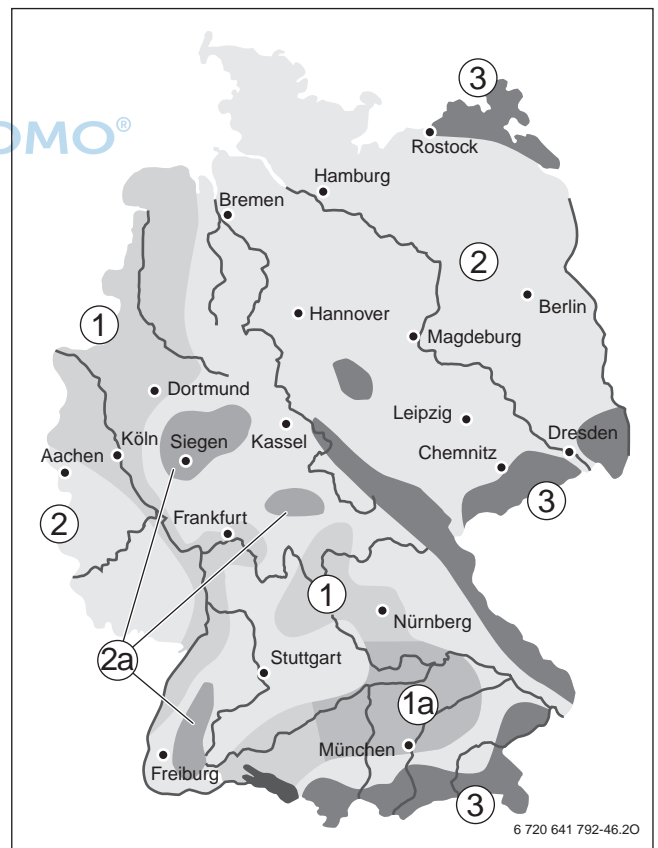 3
OMO®
Rostock
Hamburg
Bremen
2
1
Hannover
Berlin
Magdeburg
Dortmund
Leipzig
Köln
Siegen
Kassel
Dresden
Aachen
Chemnitz
2
Frankfurt
3
1
Nürnberg
2a
Stuttgart
1a
München
Freiburg
3
6 720 641 792-46.2O